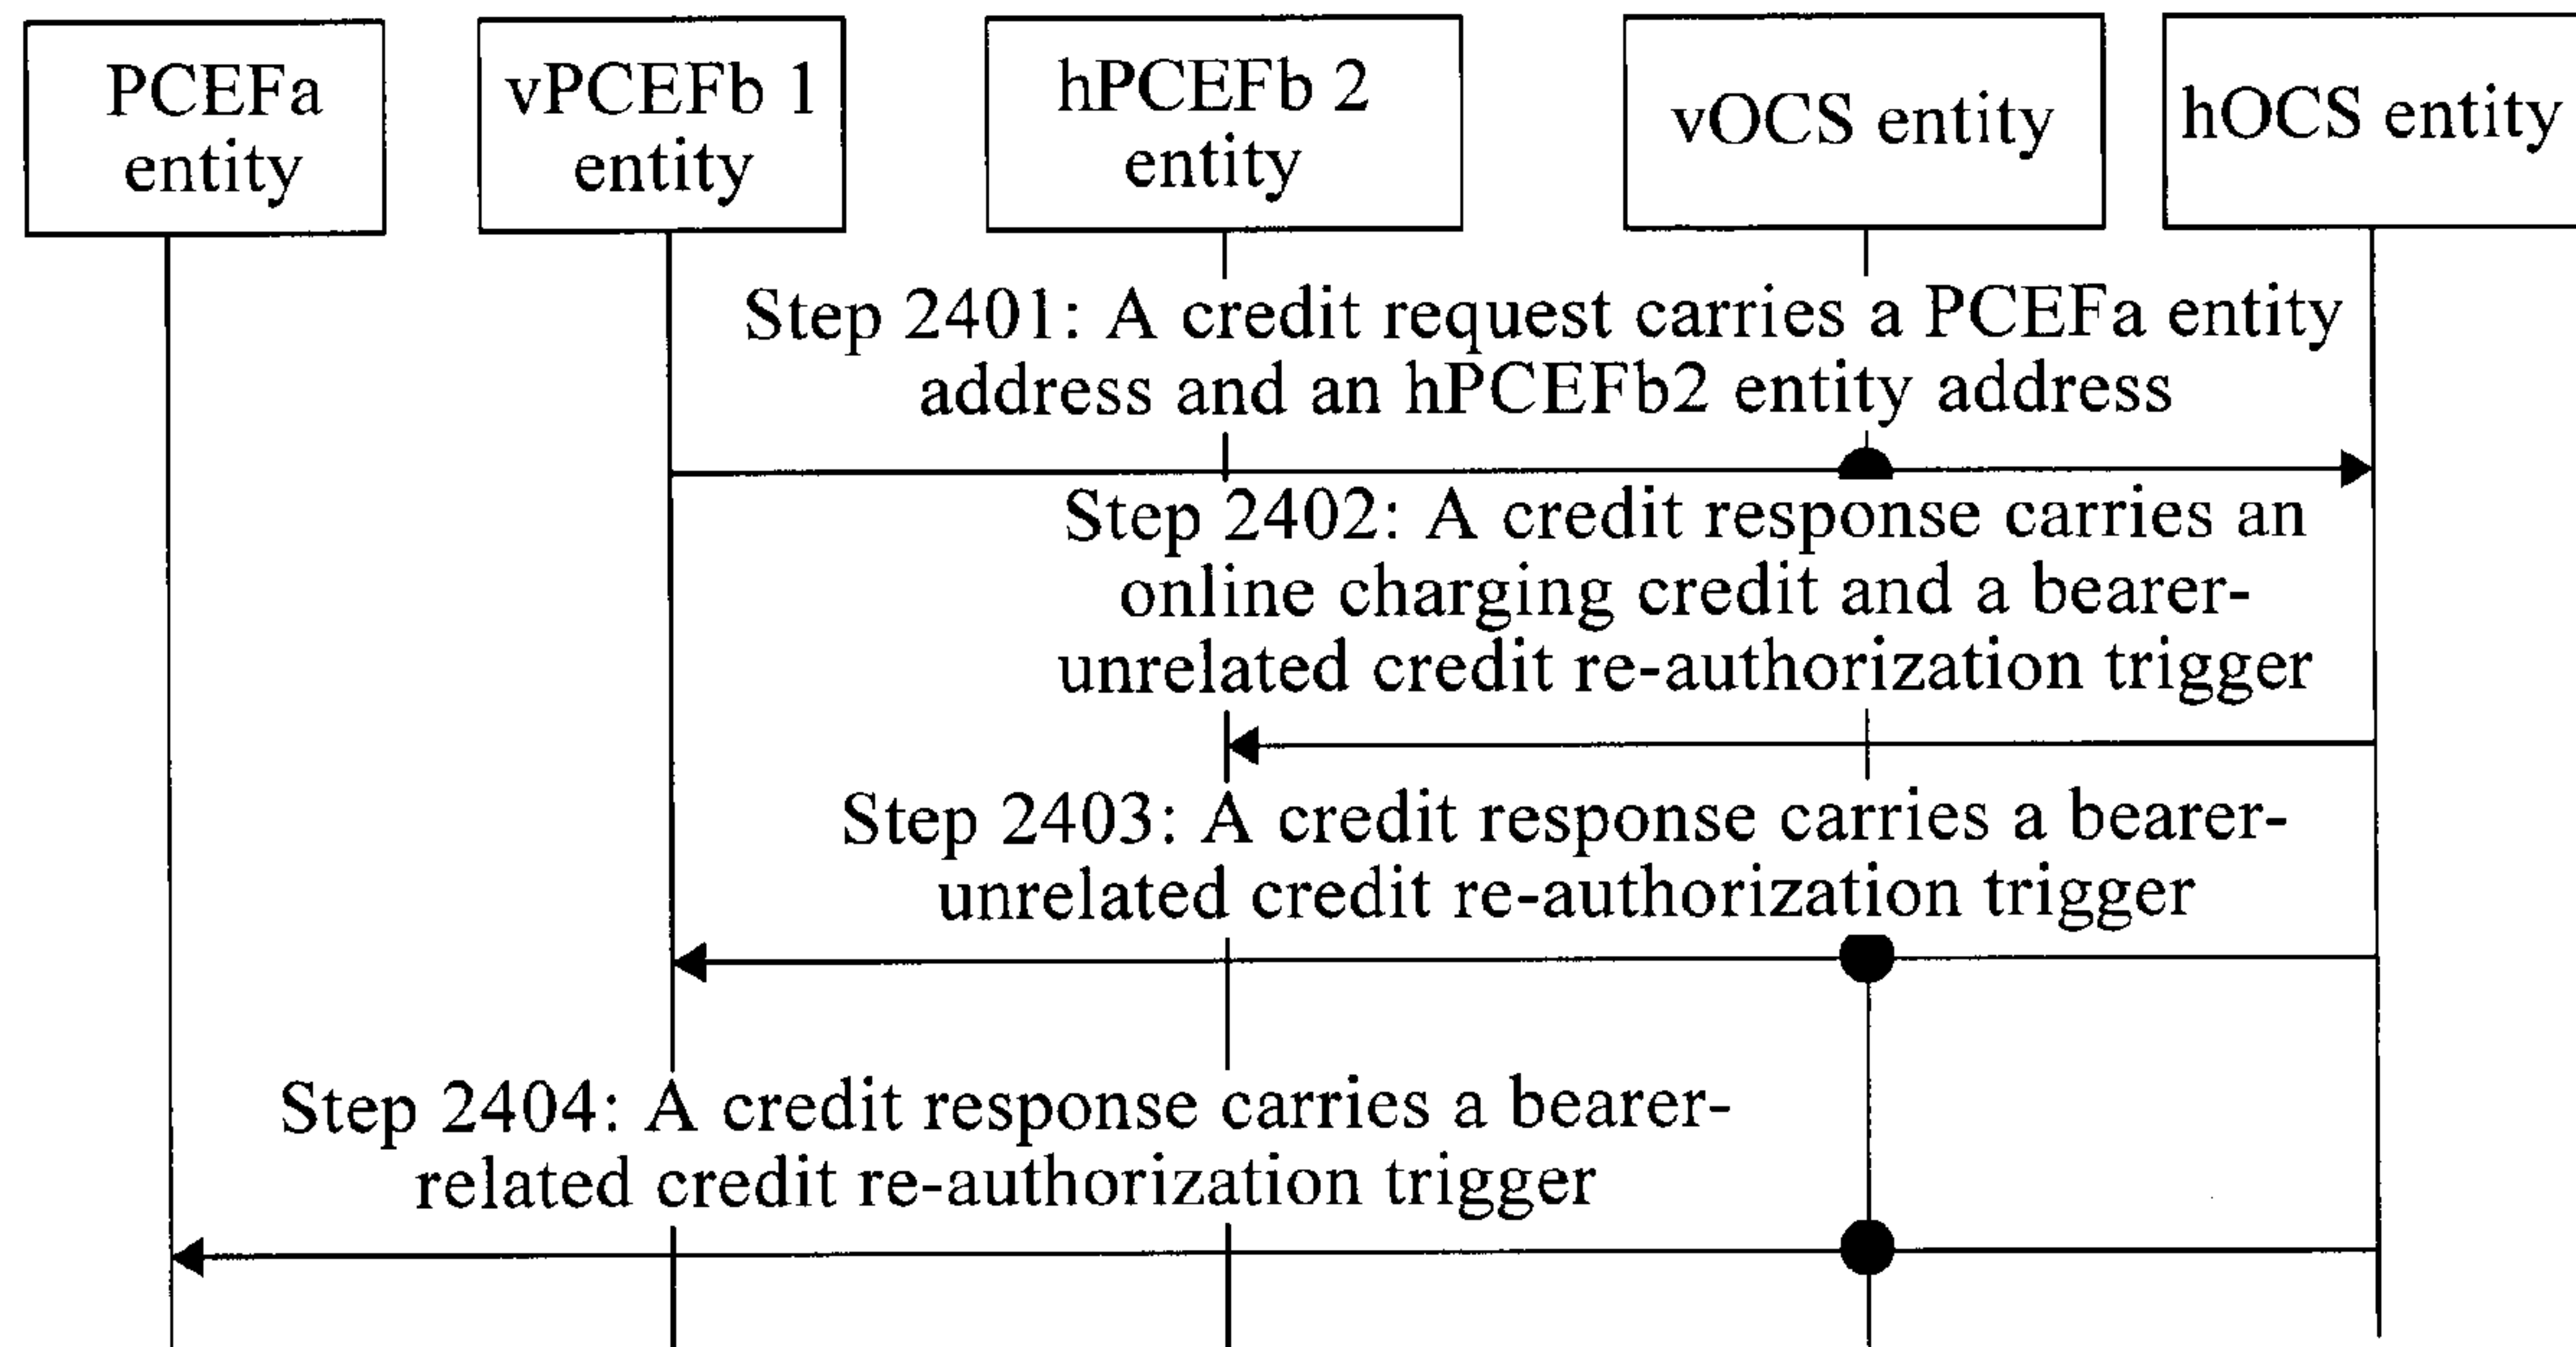 PCEFa
entity
vPCEFb 1
entity
hPCEFb 2
entity
vOCS entity
hOCS entity
Step 2401: A credit request carries a PCEFa entity
address and an hPCEFb2 entity address
Step 2402: A credit response carries an
online charging credit and a bearer-
unrelated credit re-authorization trigger
Step 2403: A credit response carries a bearer-
unrelated credit re-authorization trigger
Step 2404: A credit response carries a bearer-
related credit re-authorization trigger